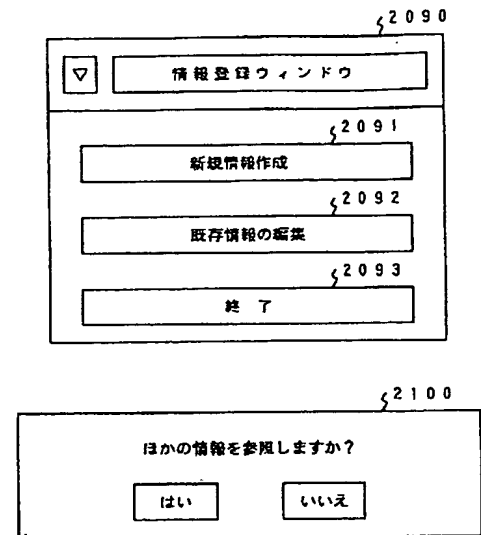 2090
▽ 情報登録ウィンドウ
2091
新規情報作成
2092
既存情報の編集
2093
終 了
2100
ほかの情報を参照しますか?
はい いいえ